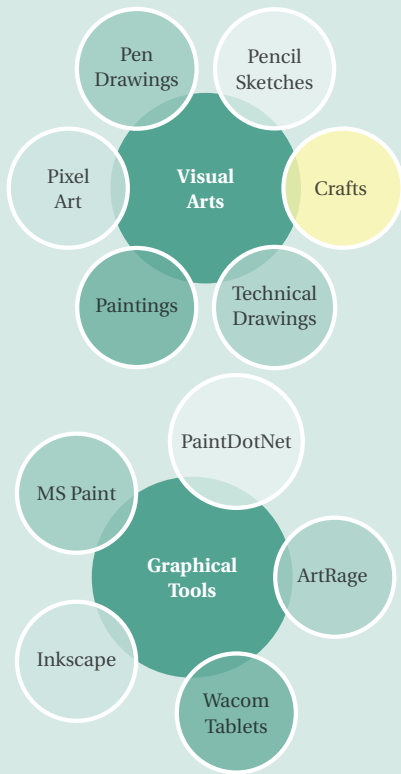 Pen
Drawings
Pencil
Sketches
Pixel
Art
Visual
Arts
Crafts
Paintings
Technical
Drawings
PaintDotNet
MS Paint
Graphical
Tools
ArtRage
Inkscape
Wacom
Tablets